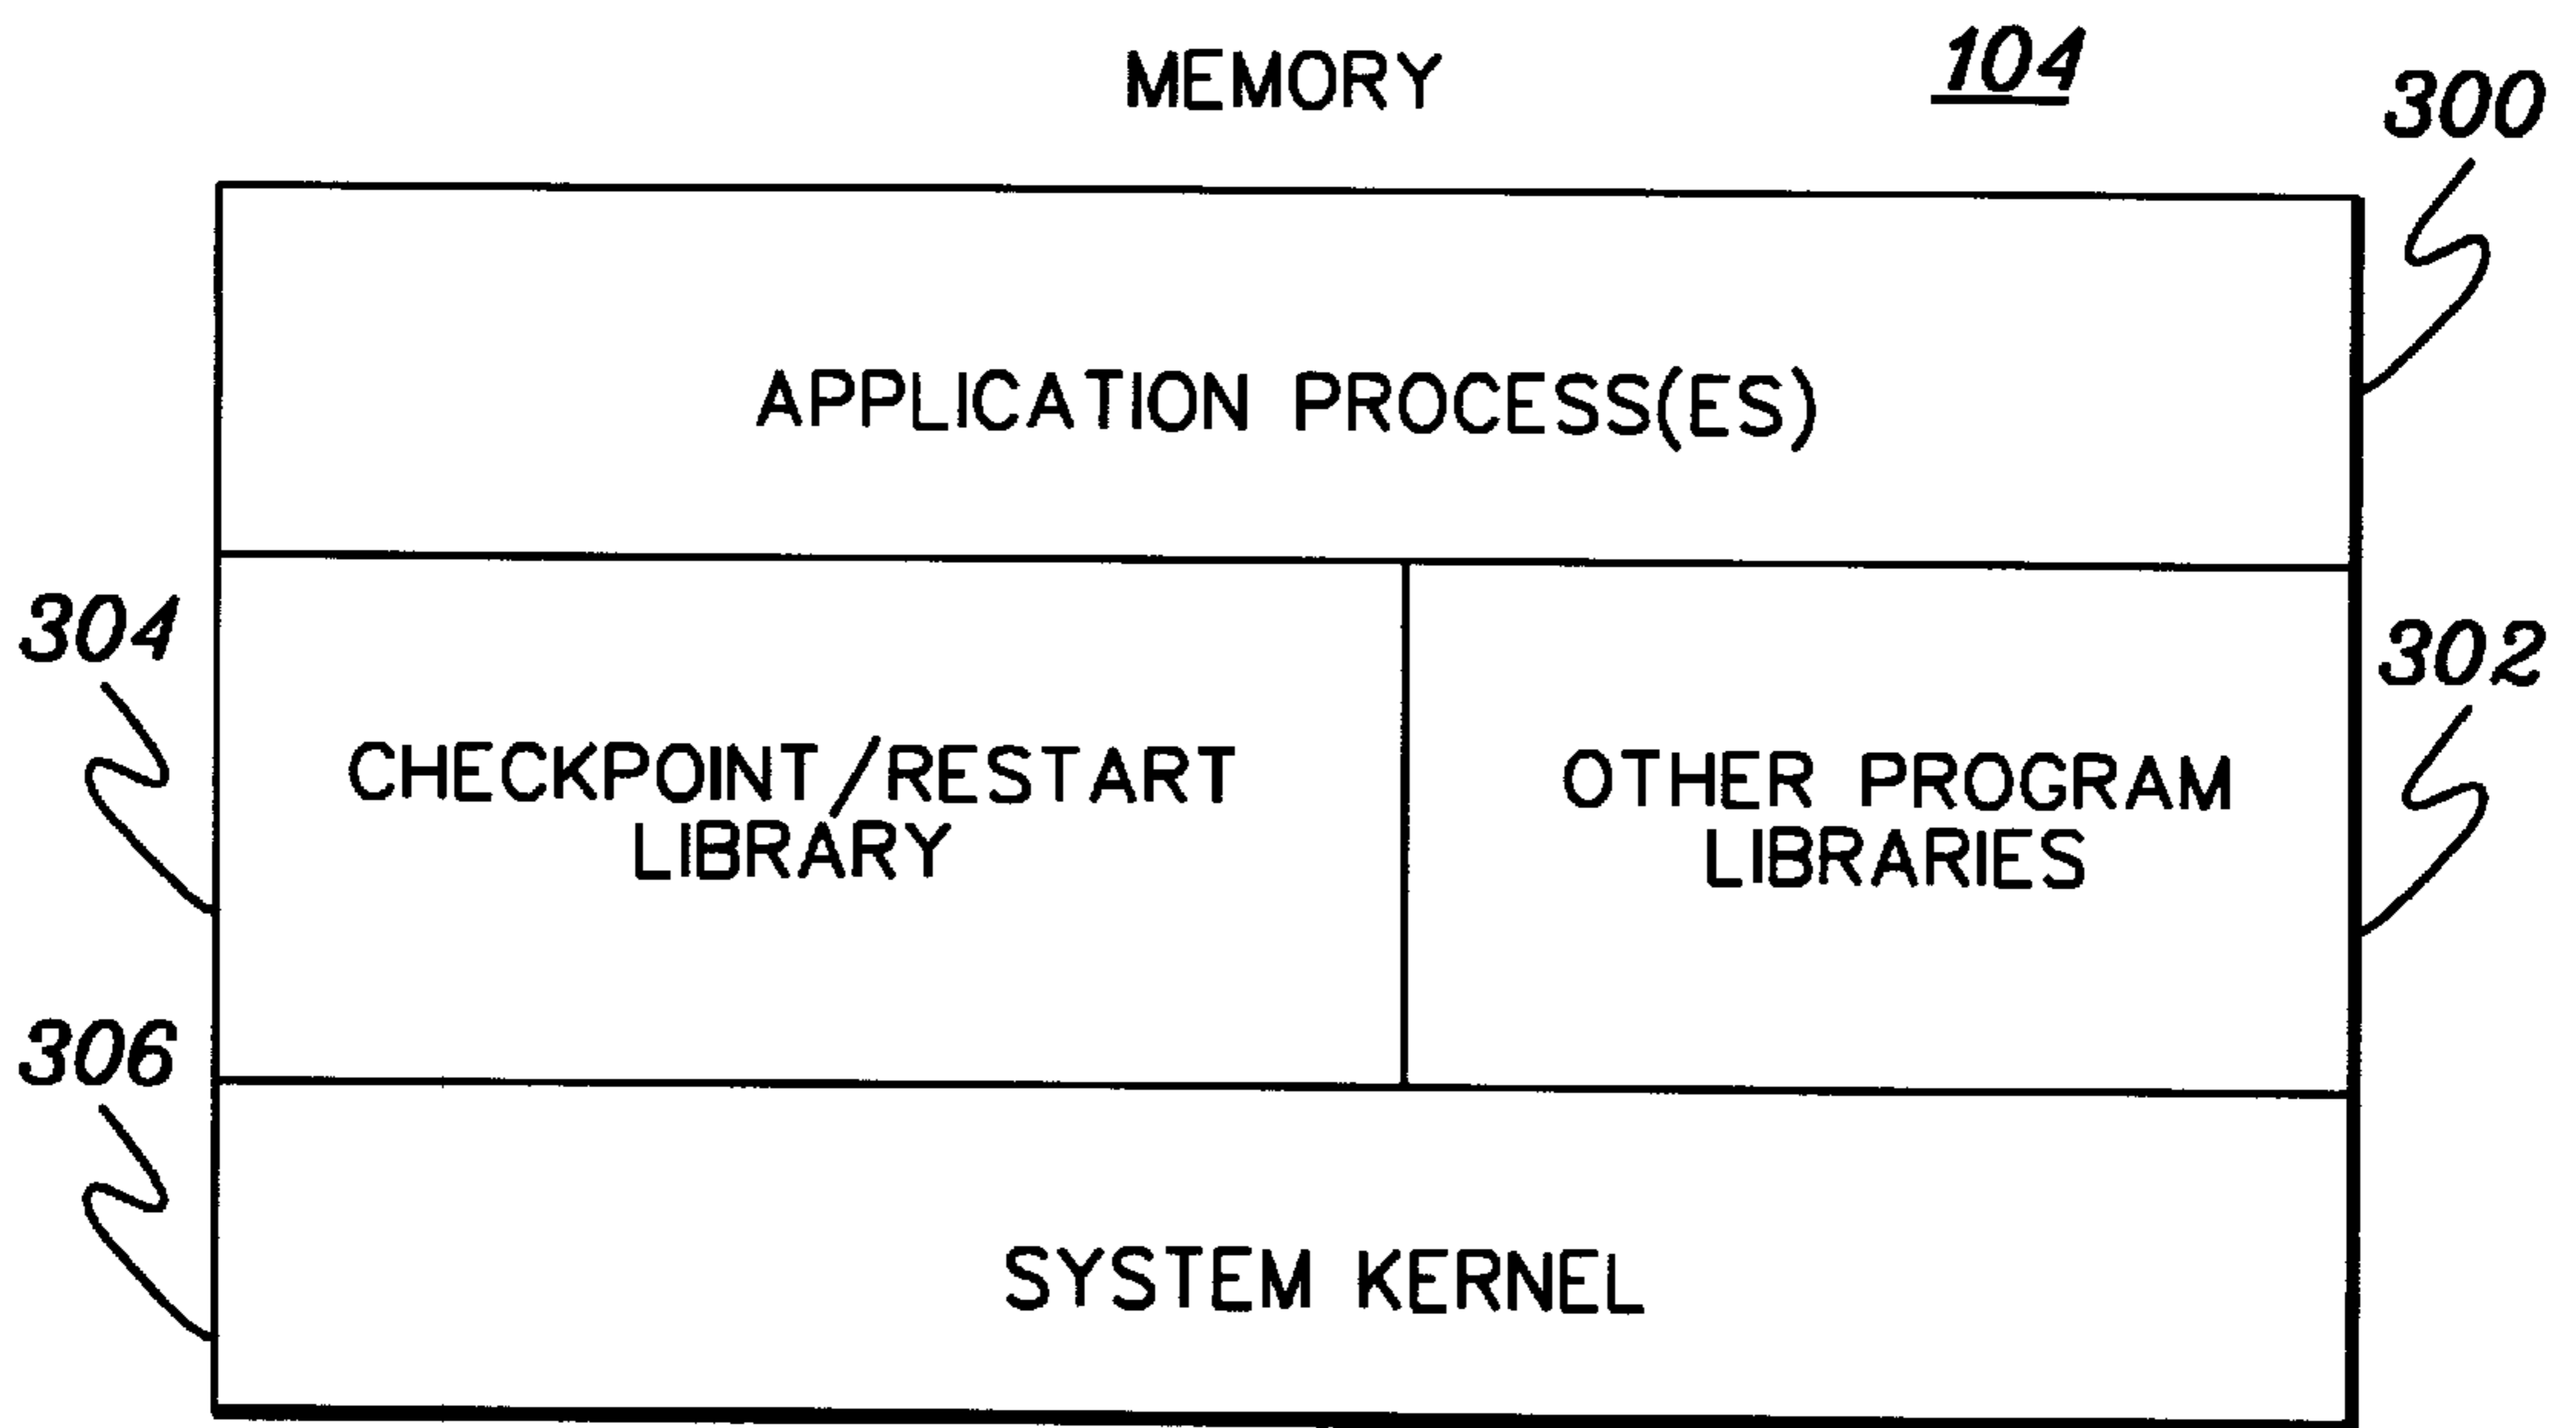 MEMORY
104
300
APPLICATION PROCESS(ES)
304
CHECKPOINT/RESTART
LIBRARY
302
OTHER PROGRAM
LIBRARIES
306
SYSTEM KERNEL